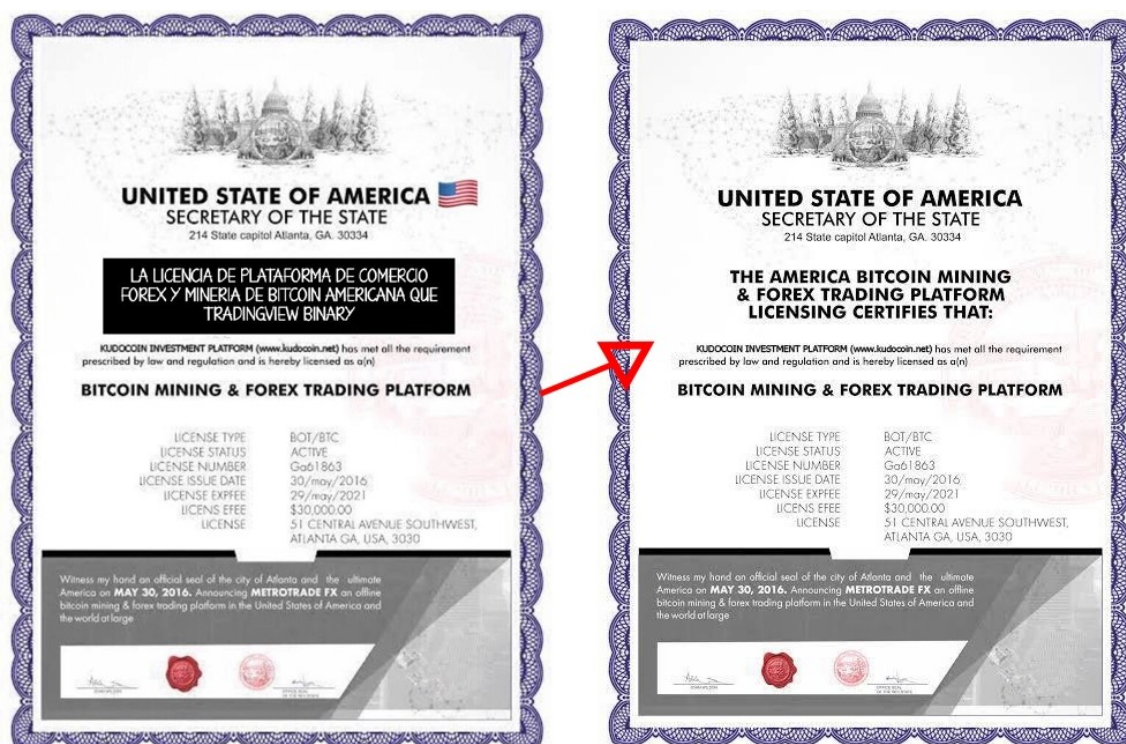 UNITED STATE OF AMERICA
SECRETARY OF THE STATE
214 State capitol Atlanta, GA. 30334
LA LICENCIA DE PLATAFORMA DE COMERCIO
FOREX Y MINERIA DE BITCOIN AMERICANA QUE
TRADINGVIEW BINARY
KUDOCOIN INVESTMENT PLATFORM (www.kudocoin.net) has met all the requirement
prescribed by law and regulation and is hereby licensed as a(n)
BITCOIN MINING & FOREX TRADING PLATFORM
LICENSE TYPE BOT/BTC
LICENSE STATUS ACTIVE
LICENSE NUMBER Ga61863
LICENSE ISSUE DATE 30/may/2016
LICENSE EXPFEE 29/may/2021
LICENS EFEE $30,000.00
LICENSE 51 CENTRAL AVENUE SOUTHWEST,
ATLANTA GA, USA, 3030
Witness my hand an official seal of the city of Atlanta and the ultimate
America on MAY 30, 2016. Announcing METROTRADE FX an offline
bitcoin mining & forex trading platform in the United States of America and
the world at large
UNITED STATE OF AMERICA
SECRETARY OF THE STATE
214 State capitol Atlanta, GA. 30334
THE AMERICA BITCOIN MINING
& FOREX TRADING PLATFORM
LICENSING CERTIFIES THAT:
KUDOCOIN INVESTMENT PLATFORM (www.kudocoin.net) has met all the requirement
prescribed by law and regulation and is hereby licensed as a(n)
BITCOIN MINING & FOREX TRADING PLATFORM
LICENSE TYPE BOT/BTC
LICENSE STATUS ACTIVE
LICENSE NUMBER Ga61863
LICENSE ISSUE DATE 30/may/2016
LICENSE EXPFEE 29/may/2021
LICENS EFEE $30,000.00
LICENSE 51 CENTRAL AVENUE SOUTHWEST,
ATLANTA GA, USA, 3030
Witness my hand an official seal of the city of Atlanta and the ultimate
America on MAY 30, 2016. Announcing METROTRADE FX an offline
bitcoin mining & forex trading platform in the United States of America and
the world at large